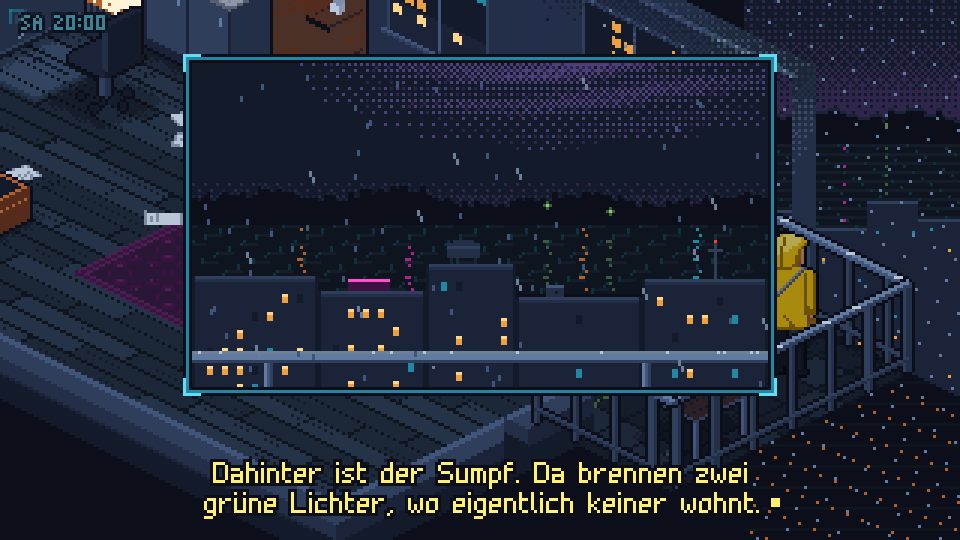 SA 20:00
Dahinter ist der Sumpf. Da brennen zwei
grüne Lichter, wo eigentlich keiner wohnt.